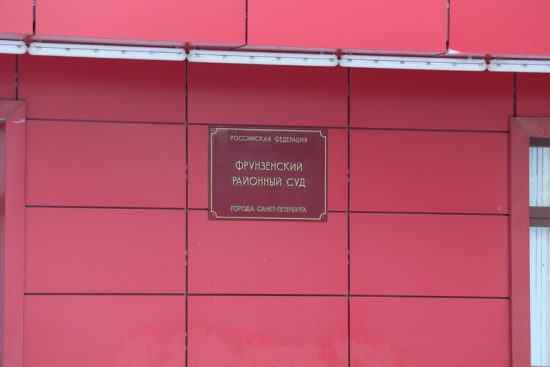 РОССИЙСКАЯ ФЕДЕРАЦИЯ
ФРУНЗЕНСКИЙ
РАЙОННЫЙ СУД
ГОРОДА САНКТ-ПЕТЕРБУРГА